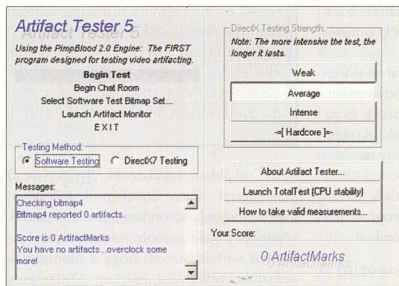 Artifact Tester 5
Using the PimpBlood 2.0 Engine: The FIRST
program designed for testing video artifacting.
Begin Test
Begin Chat Room
Select Software Test Bitmap Set...
Launch Artifact Monitor
E X I T
Testing Method:
Software Testing
DirectX7 Testing
Messages:
Checking bitmap4
Bitmap4 reported 0 artifacts.
Score is 0 ArtifactMarks
You have no artifacts...overclock some
more!
DirectX Testing Strength:
Note: The more intensive the test, the
longer it lasts.
Weak
Average
Intense
-=[ Hardcore ]=-
About Artifact Tester...
Launch TotalTest (CPU stability)
How to take valid measurements...
Your Score:
0 ArtifactMarks